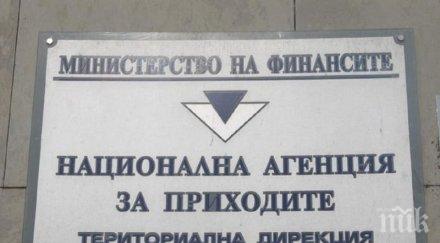 МИНИСТЕРСТВО НА ФИНАНСИТЕ
НАЦИОНАЛНА АГЕНЦИЯ
ЗА ПРИХОДИТЕ
ТЕРИТОРИАЛНА ДИРЕКЦИЯ